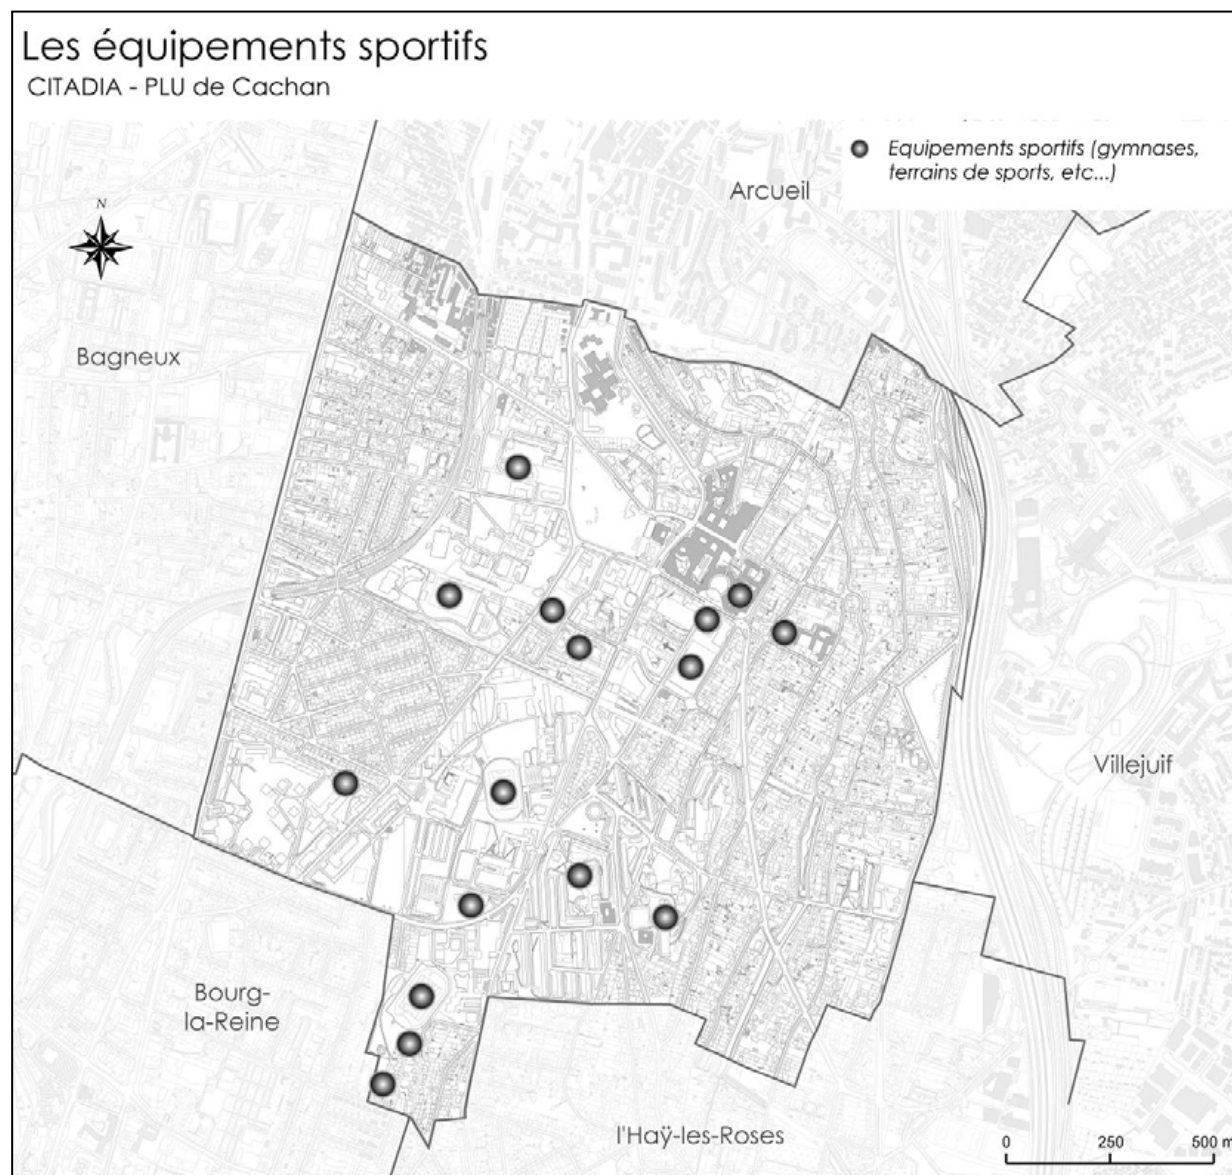 Les équipements sportifs
CITADIA - PLU de Cachan
Equipements sportifs (gymnases,
terrains de sports, etc...)
Arcueil
N
Bagneux
Villejuif
Bourg-
la-Reine
l'Haÿ-les-Roses
0 250 500 m